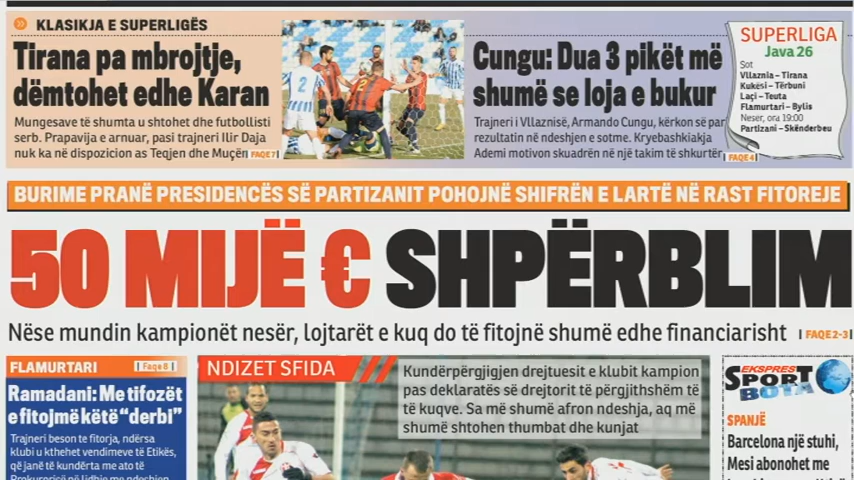 KLASIKJA E SUPERLIGËS
Tirana pa mbrojtje,
dëmtohet edhe Karan
Mungesave të shumta u shtohet dhe futbollisti
serb. Prapavija e arnuar, pasi trajneri Ilir Daja
nuk ka në dispozicion as Teqjen dhe Muçën FAQE 7
Cungu: Dua 3 pikët më
shumë se loja e bukur
Trajneri i Vllaznisë, Armando Cungu, kërkon së par
rezultatin në ndeshjen e sotme. Kryebashkiakja
Ademi motivon skuadrën në një takim të shkurtër FAQE 4
SUPERLIGA
Java 26
Sot
Vllaznia – Tirana
Kukësi – Tërbuni
Laçi – Teuta
Flamurtari – Bylis
Neser, ora 19:00
Partizani – Skënderbeu
BURIME PRANË PRESIDENCËS SË PARTIZANIT POHOJNË SHIFRËN E LARTË NË RAST FITOREJE
50 MIJË € SHPËRBLIM
Nëse mundin kampionët nesër, lojtarët e kuq do të fitojnë shumë edhe financiarisht FAQE 2-3
FLAMURTARI Faqe 8
Ramadani: Me tifozët
e fitojmë këtë “derbi”
Trajneri beson te fitorja, ndërsa
klubi u kthehet vendimeve të Etikës,
që janë të kundërta me ato të
Prokurorisë në lidhje me ndeshjen
NDIZET SFIDA
Kundërpërgjigjen drejtuesit e klubit kampion
pas deklaratës së drejtorit të përgjithshëm të
të kuqve. Sa më shumë afron ndeshja, aq më
shumë shtohen thumbat dhe kunjat
EKSPRES
SPORT
BOTA
SPANJË
Barcelona një stuhi,
Mesi abonohet me